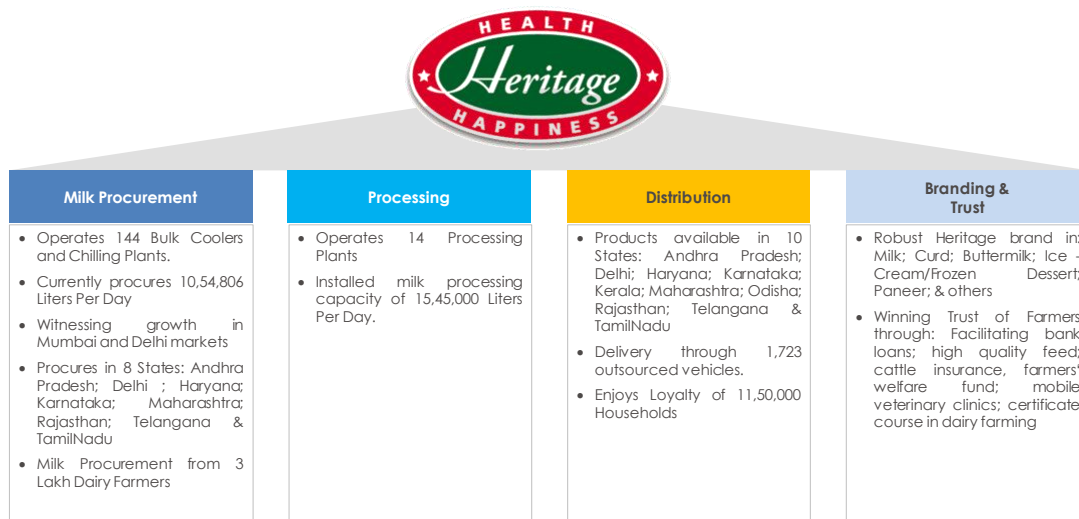 HEALTH
Heritage
HAPPINESS
Milk Procurement
• Operates 144 Bulk Coolers
and Chilling Plants.
• Currently procures 10,54,806
Liters Per Day
• Witnessing growth in
Mumbai and Delhi markets
• Procures in 8 States: Andhra
Pradesh; Delhi ; Haryana;
Karnataka; Maharashtra;
Rajasthan; Telangana &
TamilNadu
• Milk Procurement from 3
Lakh Dairy Farmers
Processing
• Operates 14 Processing
Plants
• Installed milk processing
capacity of 15,45,000 Liters
Per Day.
Distribution
• Products available in 10
States: Andhra Pradesh;
Delhi; Haryana; Karnataka;
Kerala; Maharashtra; Odisha;
Rajasthan; Telangana &
TamilNadu
• Delivery through 1,723
outsourced vehicles.
• Enjoys Loyalty of 11,50,000
Households
Branding &
Trust
• Robust Heritage brand in:
Milk; Curd; Buttermilk; Ice -
Cream/Frozen Dessert;
Paneer; & others
• Winning Trust of Farmers
through: Facilitating bank
loans; high quality feed;
cattle insurance, farmers'
welfare fund; mobile
veterinary clinics; certificate
course in dairy farming